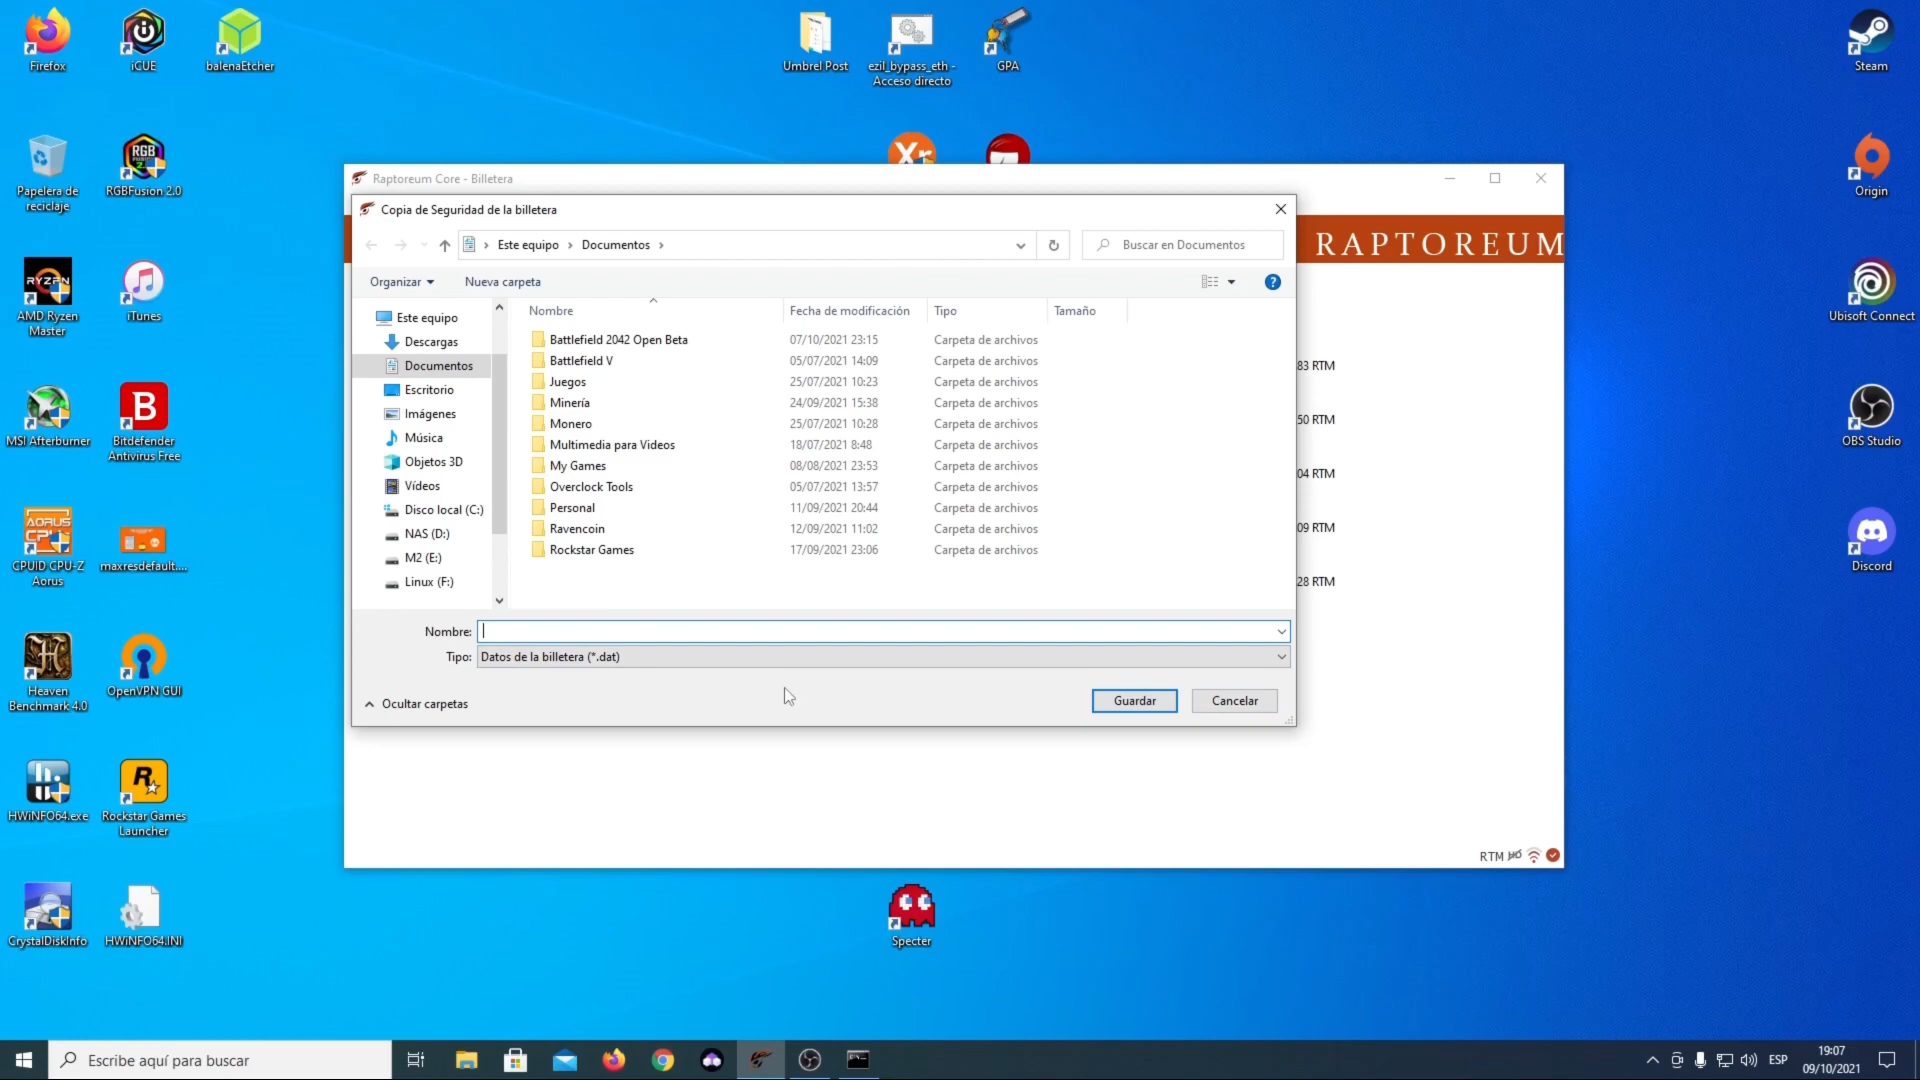 Firefox
iCUE
balenaEtcher
Umbrel Post
ezil_bypass_eth -
Acceso directo
GPA
Steam
Papelera de
reciclaje
RGBFusion 2.0
Origin
AMD Ryzen
Master
iTunes
Ubisoft Connect
MSI Afterburner
Bitdefender
Antivirus Free
OBS Studio
CPUID CPU-Z
Aorus
maxresdefault....
Discord
Heaven
Benchmark 4.0
OpenVPN GUI
HWiNFO64.exe
Rockstar Games
Launcher
CrystalDiskInfo
HWiNFO64.INI
Specter
Raptoreum Core - Billetera
RAPTOREUM
83 RTM
50 RTM
04 RTM
09 RTM
28 RTM
RTM HD
Copia de Seguridad de la billetera
Este equipo > Documentos >
Buscar en Documentos
Organizar
Nueva carpeta
Este equipo
Descargas
Documentos
Escritorio
Imágenes
Música
Objetos 3D
Vídeos
Disco local (C:)
NAS (D:)
M2 (E:)
Linux (F:)
Nombre Fecha de modificación Tipo Tamaño
Battlefield 2042 Open Beta 07/10/2021 23:15 Carpeta de archivos
Battlefield V 05/07/2021 14:09 Carpeta de archivos
Juegos 25/07/2021 10:23 Carpeta de archivos
Minería 24/09/2021 15:38 Carpeta de archivos
Monero 25/07/2021 10:28 Carpeta de archivos
Multimedia para Videos 18/07/2021 8:48 Carpeta de archivos
My Games 08/08/2021 23:53 Carpeta de archivos
Overclock Tools 05/07/2021 13:57 Carpeta de archivos
Personal 11/09/2021 20:44 Carpeta de archivos
Ravencoin 12/09/2021 11:02 Carpeta de archivos
Rockstar Games 17/09/2021 23:06 Carpeta de archivos
Nombre:
Tipo: Datos de la billetera (*.dat)
Ocultar carpetas
Guardar
Cancelar
Escribe aquí para buscar
ESP
19:07
09/10/2021